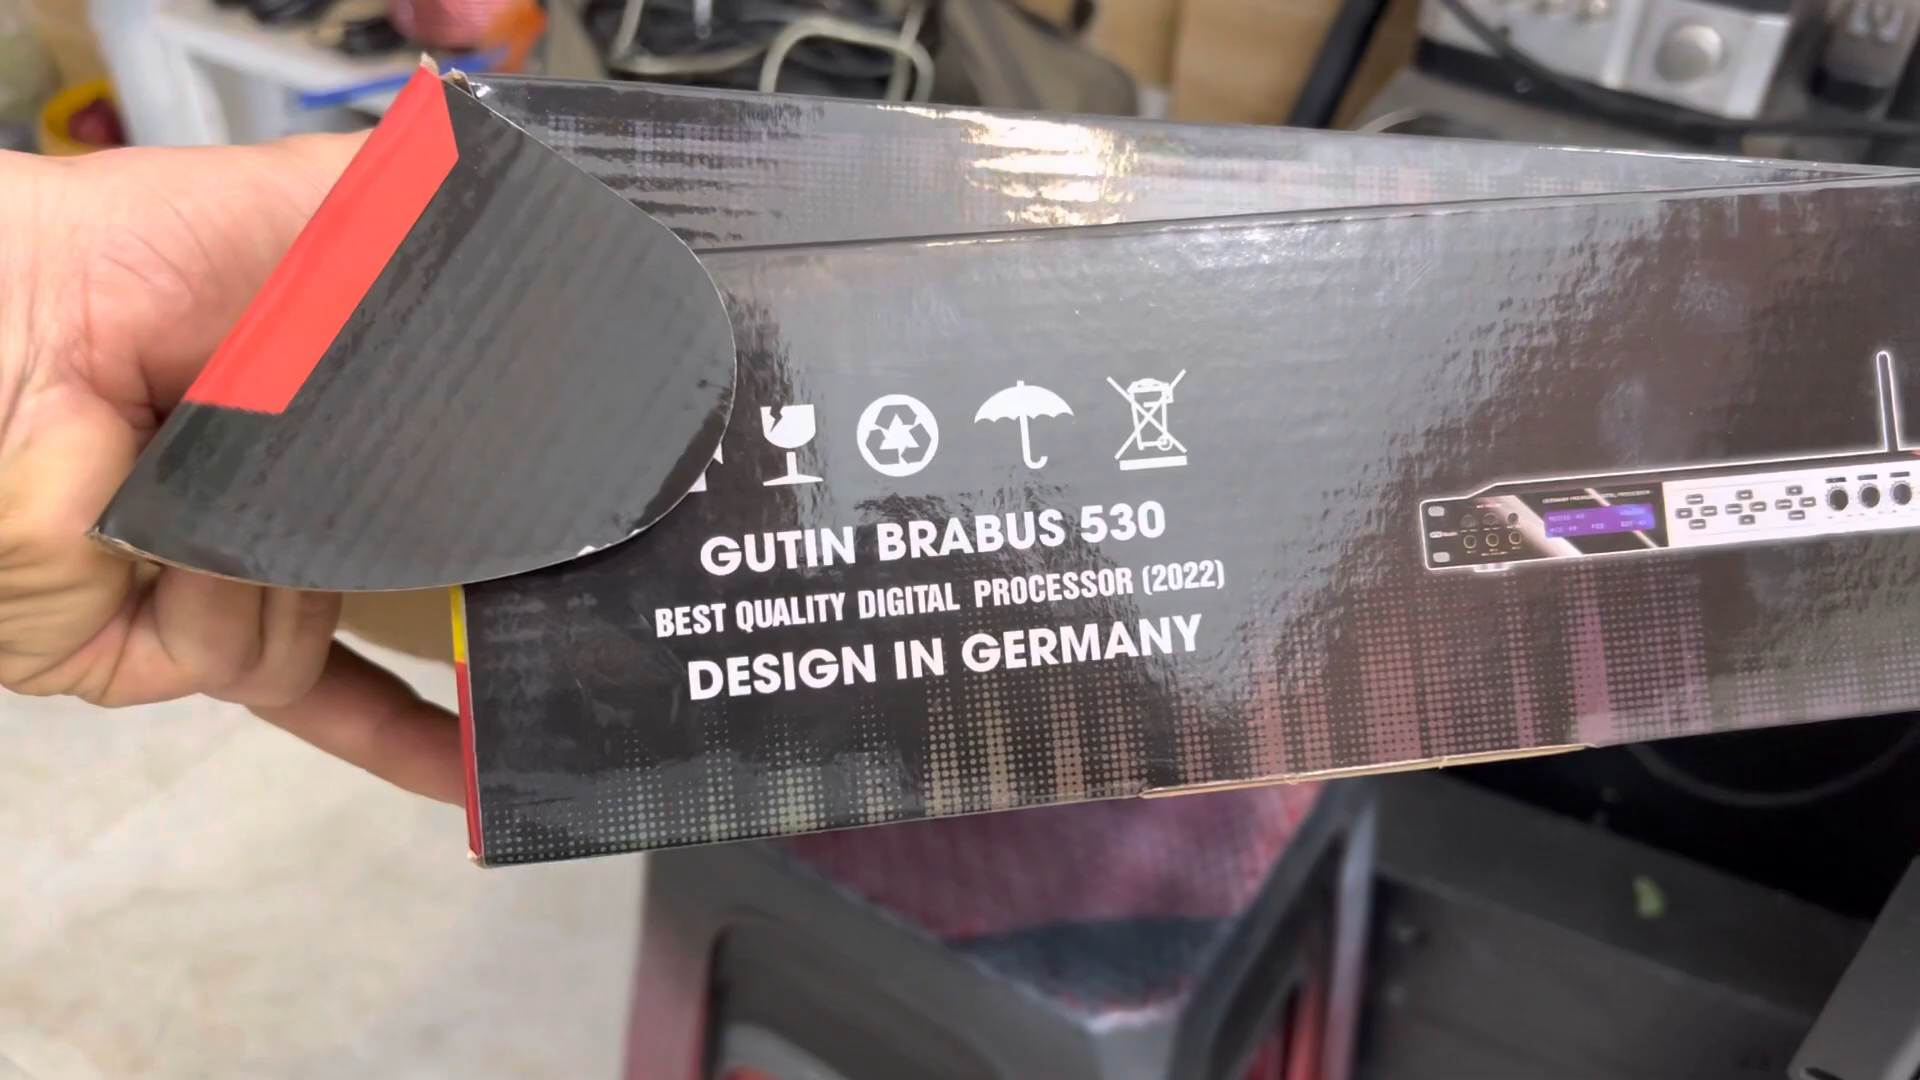 GUTIN BRABUS 530
BEST QUALITY DIGITAL PROCESSOR (2022)
DESIGN IN GERMANY